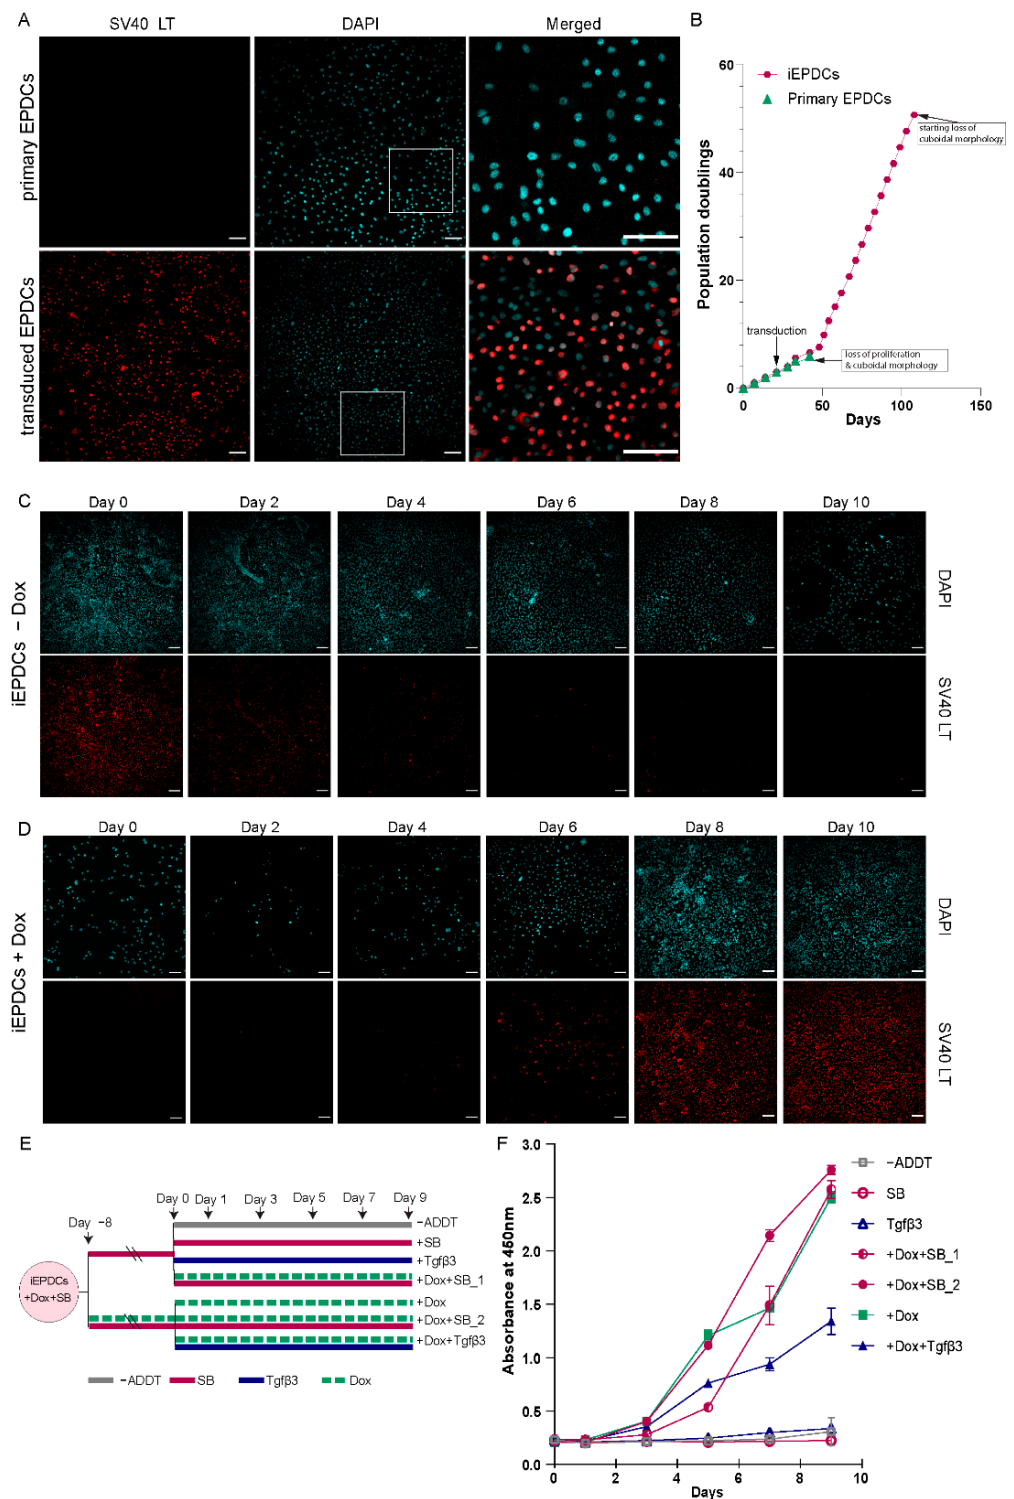 A
SV40 LT
DAPI
Merged
primary EPDCs
transduced EPDCs
B
iEPDCs
Primary EPDCs
starting loss of
cuboidal morphology
transduction
loss of proliferation
& cuboidal morphology
Population doublings
60
40
20
0
0
50
100
150
Days
C
Day 0
Day 2
Day 4
Day 6
Day 8
Day 10
iEPDCs − Dox
DAPI
SV40 LT
D
Day 0
Day 2
Day 4
Day 6
Day 8
Day 10
iEPDCs + Dox
DAPI
SV40 LT
E
Day −8
Day 0
Day 1
Day 3
Day 5
Day 7
Day 9
iEPDCs
+Dox+SB
−ADDT
+SB
+Tgfβ3
+Dox+SB_1
+Dox
+Dox+SB_2
+Dox+Tgfβ3
−ADDT
SB
Tgfβ3
Dox
F
Absorbance at 450nm
3.0
2.5
2.0
1.5
1.0
0.5
0.0
0
2
4
6
8
10
Days
−ADDT
SB
Tgfβ3
+Dox+SB_1
+Dox+SB_2
+Dox
+Dox+Tgfβ3